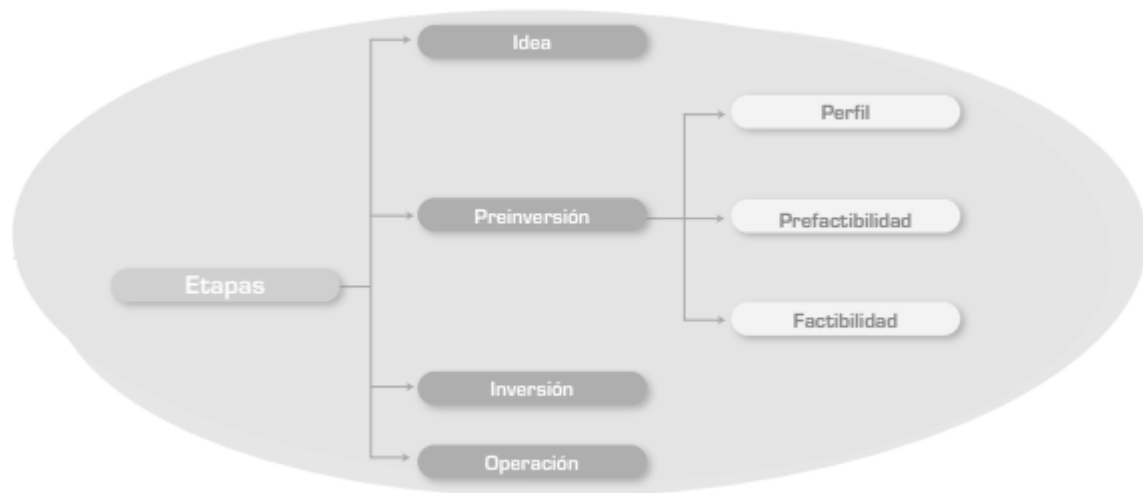 Idea
Perfil
Preinversión
Prefactibilidad
Etapas
Factibilidad
Inversión
Operación